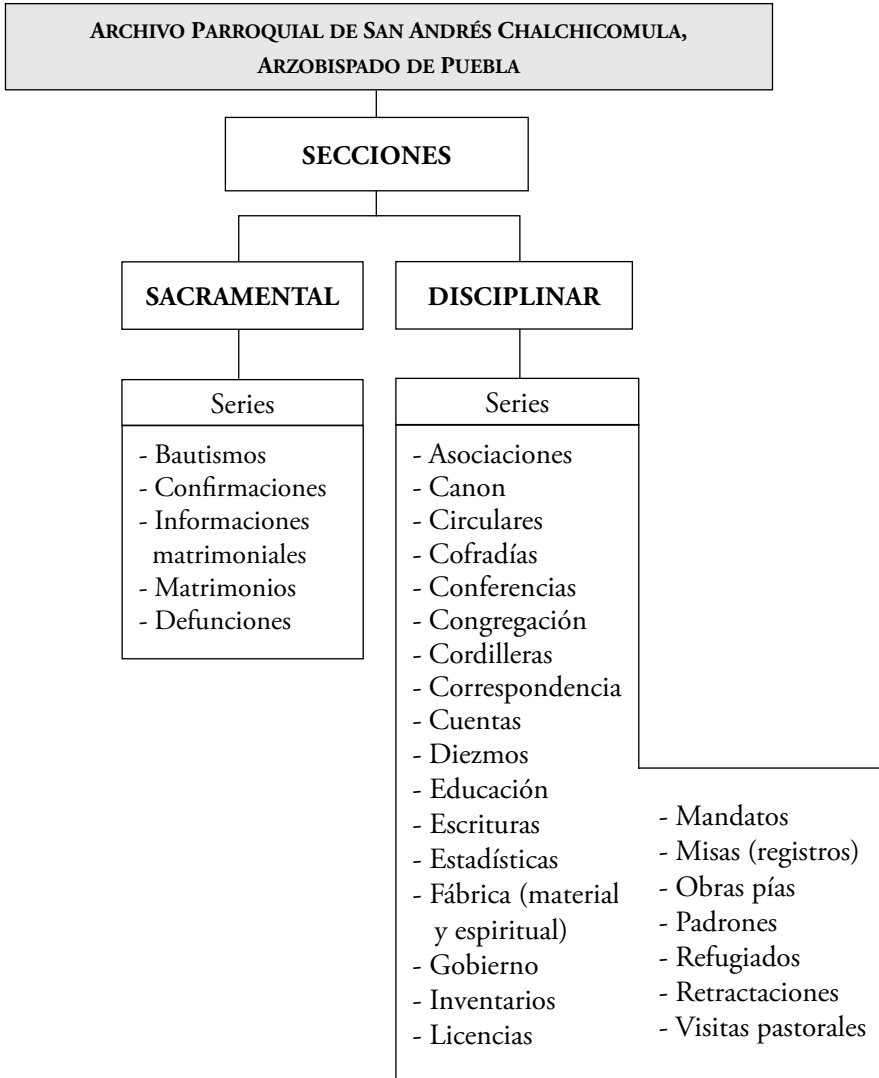 ARCHIVO PARROQUIAL DE SAN ANDRÉS CHALCHICOMULA,
ARZOBISPADO DE PUEBLA
SECCIONES
SACRAMENTAL
DISCIPLINAR
Series
- Bautismos
- Confirmaciones
- Informaciones
matrimoniales
- Matrimonios
- Defunciones
Series
- Asociaciones
- Canon
- Circulares
- Cofradías
- Conferencias
- Congregación
- Cordilleras
- Correspondencia
- Cuentas
- Diezmos
- Educación
- Escrituras
- Estadísticas
- Fábrica (material
y espiritual)
- Gobierno
- Inventarios
- Licencias
- Mandatos
- Misas (registros)
- Obras pías
- Padrones
- Refugiados
- Retractaciones
- Visitas pastorales